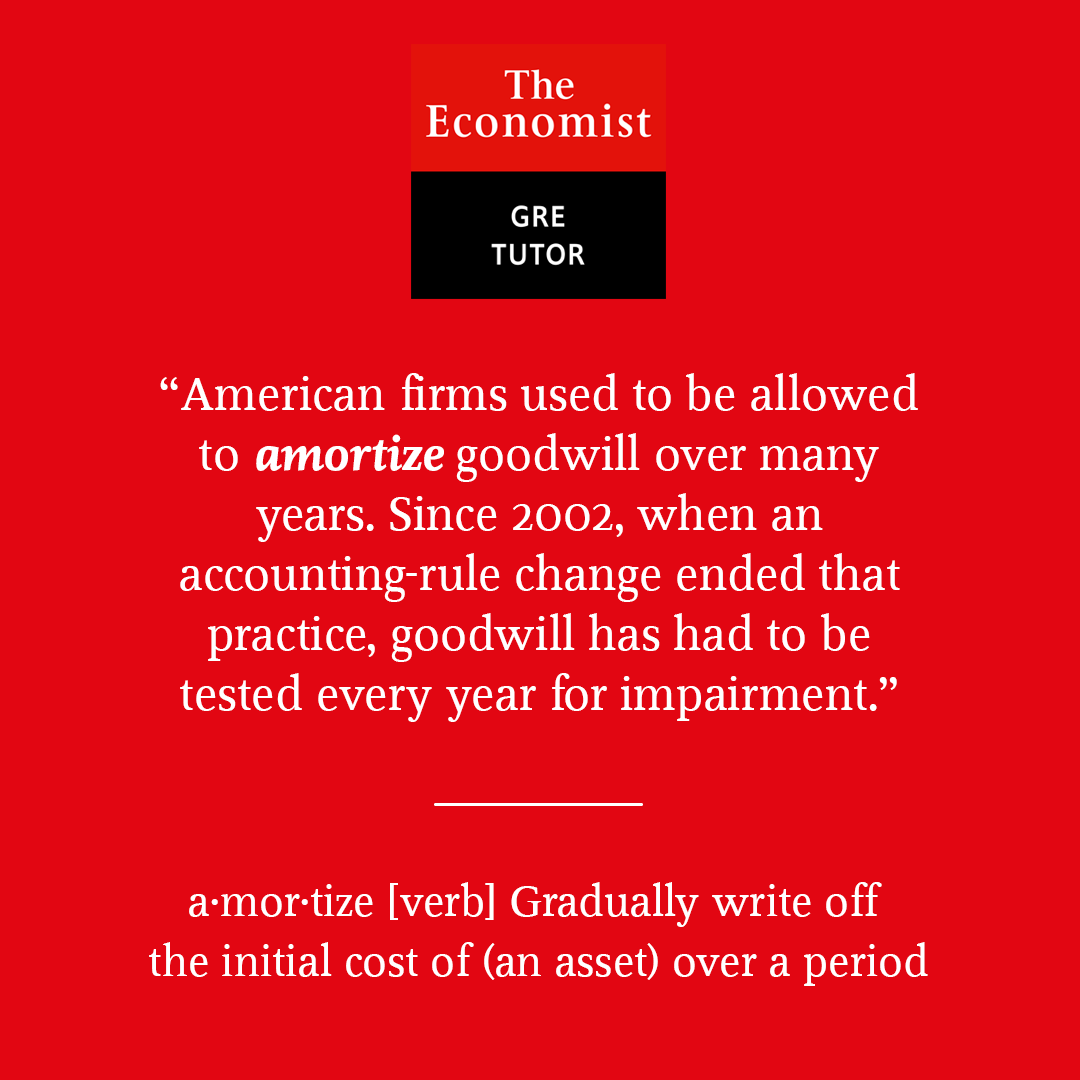 The
Economist
GRE
TUTOR
“American firms used to be allowed
to amortize goodwill over many
years. Since 2002, when an
accounting-rule change ended that
practice, goodwill has had to be
tested every year for impairment.”
a·mor·tize [verb] Gradually write off
the initial cost of (an asset) over a period